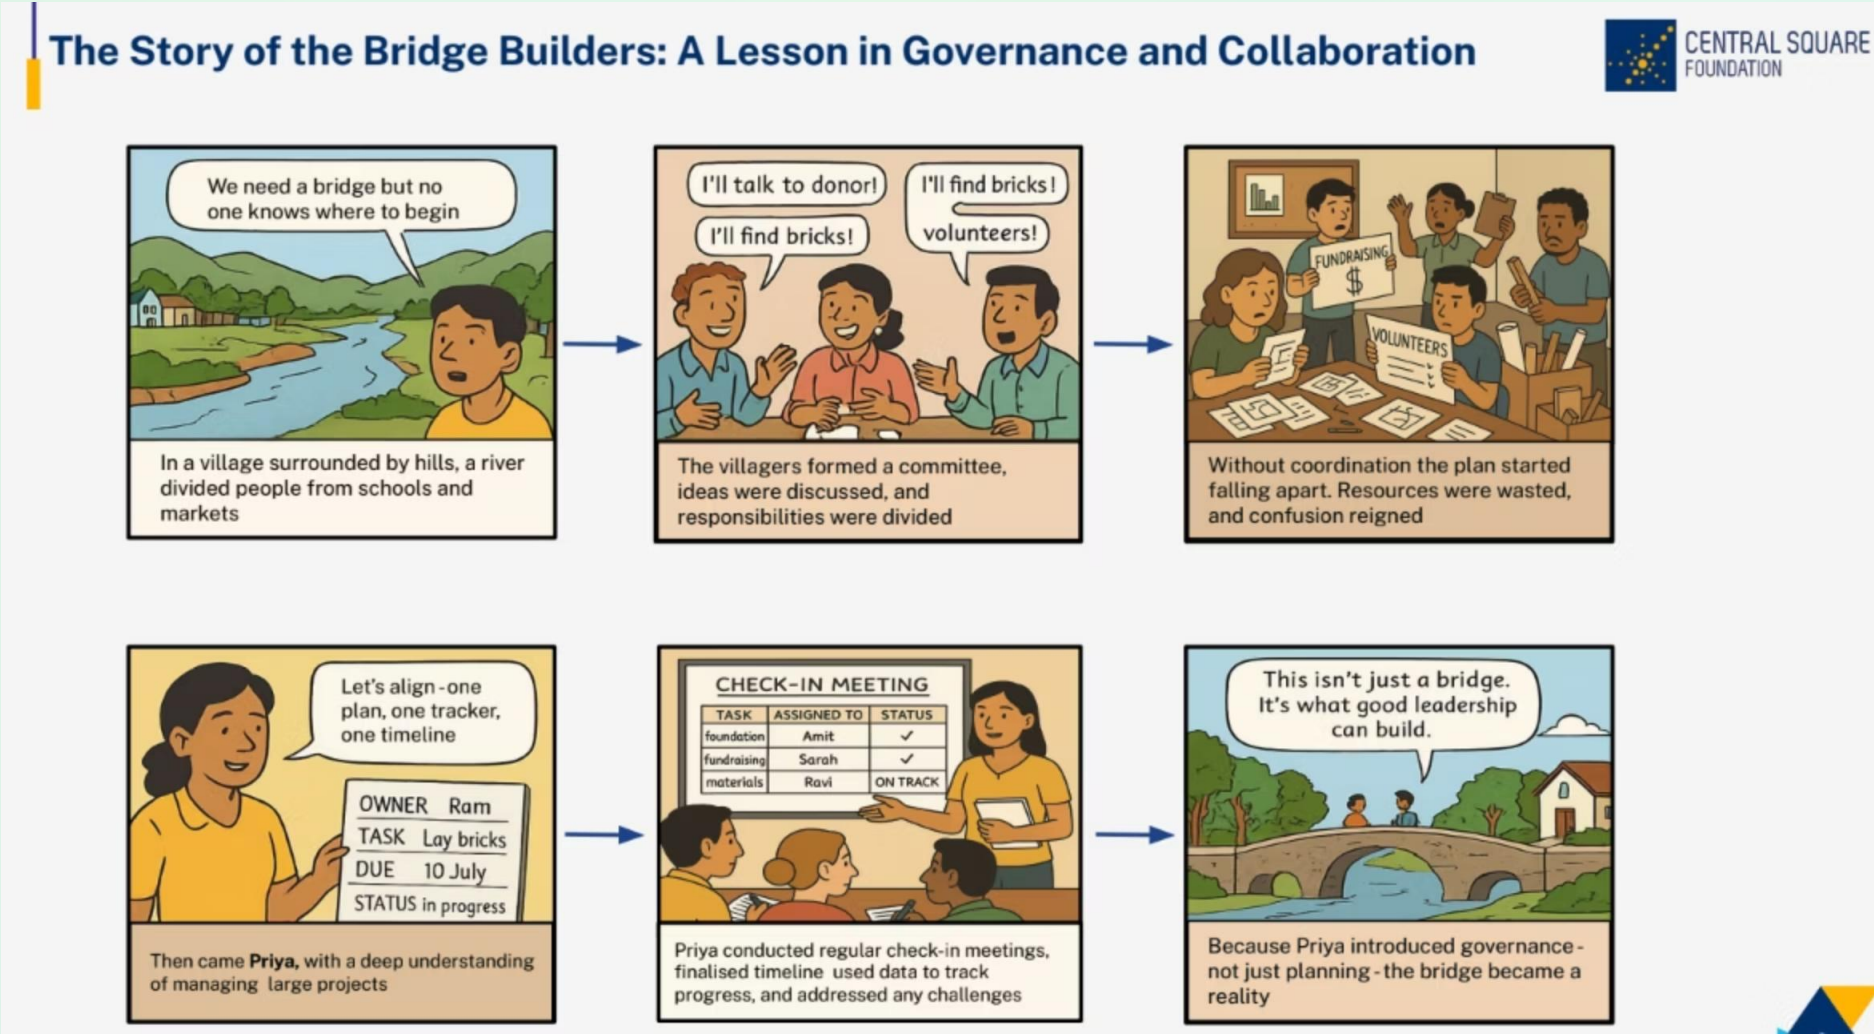 The Story of the Bridge Builders: A Lesson in Governance and Collaboration
CENTRAL SQUARE
FOUNDATION
We need a bridge but no
one knows where to begin
In a village surrounded by hills, a river
divided people from schools and
markets
I'll talk to donor!
I'll find bricks!
I'll find bricks!
volunteers!
The villagers formed a committee,
ideas were discussed, and
responsibilities were divided
FUNDRAISING
$
VOLUNTEERS
Without coordination the plan started
falling apart. Resources were wasted,
and confusion reigned
Let's align-one
plan, one tracker,
one timeline
OWNER Ram
TASK Lay bricks
DUE 10 July
STATUS in progress
Then came Priya, with a deep understanding
of managing large projects
CHECK-IN MEETING
TASK ASSIGNED TO STATUS
foundation Amit ✓
fundraising Sarah ✓
materials Ravi ON TRACK
Priya conducted regular check-in meetings,
finalised timeline used data to track
progress, and addressed any challenges
This isn't just a bridge.
It's what good leadership
can build.
Because Priya introduced governance-
not just planning-the bridge became a
reality